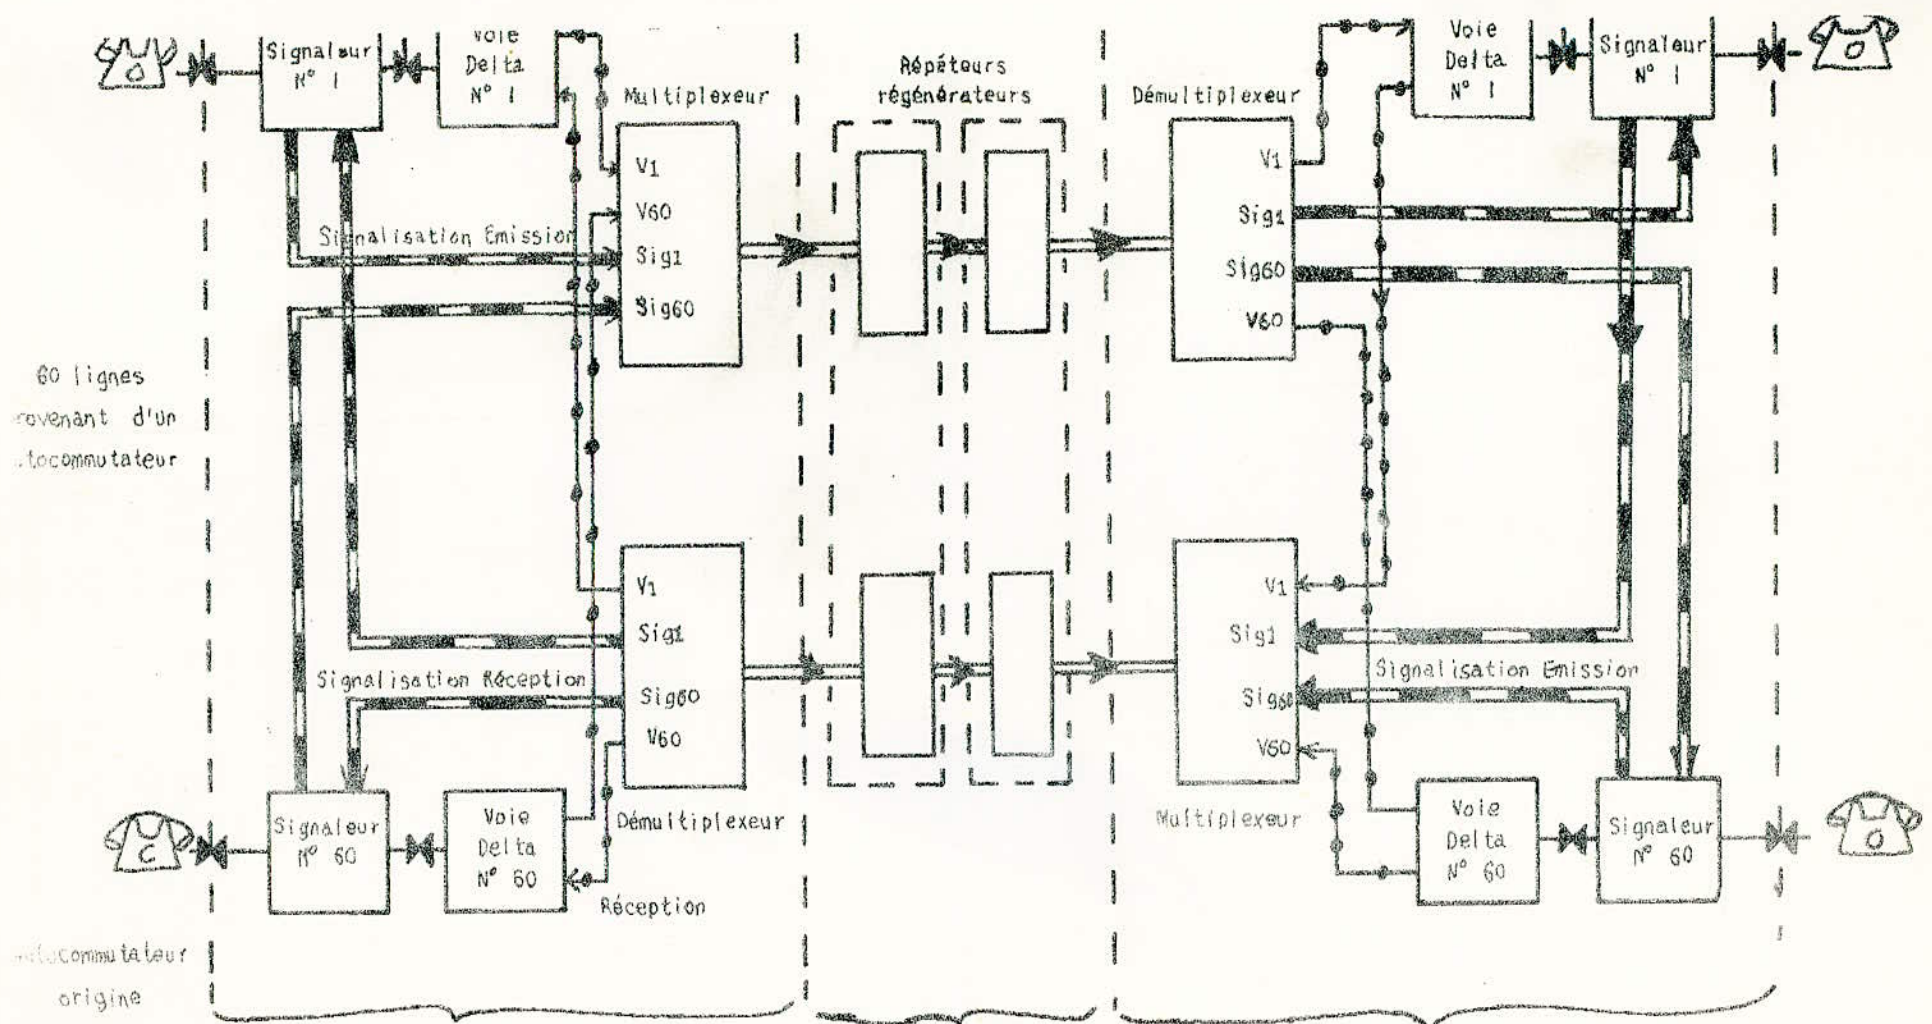 Signaleur
N° 1
Voie
Delta
N° 1
Multiplexeur
V1
V60
Sig1
Sig60
Signalisation Emission
Répéteurs
régénérateurs
Démultiplexeur
V1
Sig1
Sig60
V60
Voie
Delta
N° 1
Signaleur
N° 1
60 lignes
d'un
V1
Sig1
Sig60
V60
Signalisation Réception
Démultiplexeur
C
Signaleur
N° 60
Voie
Delta
N° 60
Réception
V1
Sig1
Sig60
V60
Signalisation Emission
Multiplexeur
Voie
Delta
N° 60
Signaleur
N° 60
origine